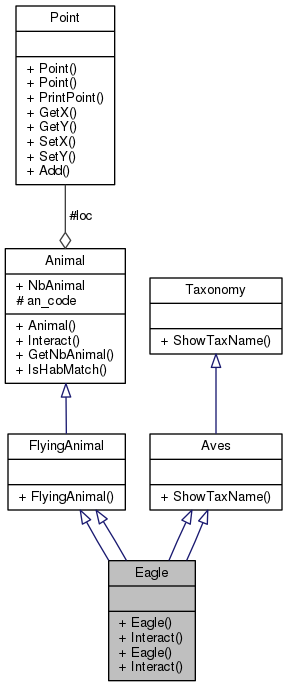 Point
+ Point()
+ Point()
+ PrintPoint()
+ GetX()
+ GetY()
+ SetX()
+ SetY()
+ Add()
#loc
Animal
+ NbAnimal
# an_code
+ Animal()
+ Interact()
+ GetNbAnimal()
+ IsHabMatch()
Taxonomy
+ ShowTaxName()
FlyingAnimal
+ FlyingAnimal()
Aves
+ ShowTaxName()
Eagle
+ Eagle()
+ Interact()
+ Eagle()
+ Interact()